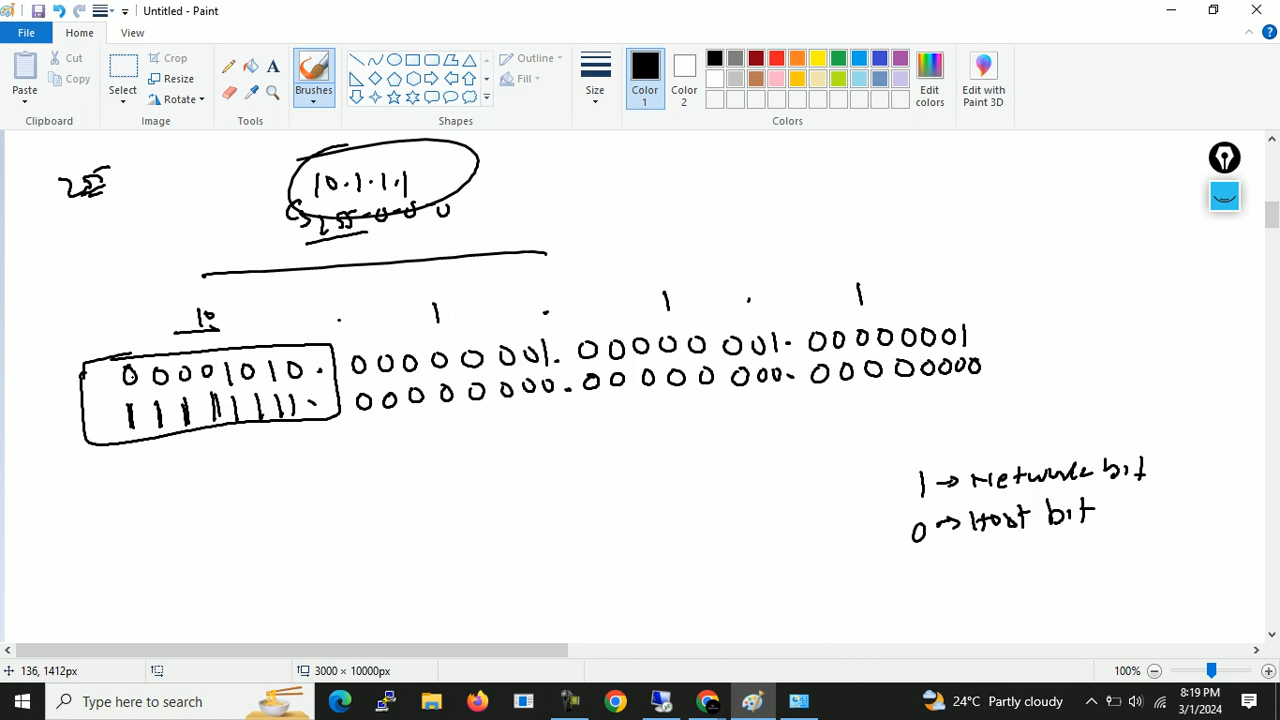 Untitled - Paint
File Home View
Paste Cut Copy Clipboard
Select Crop Resize Rotate Image
Tools
Brushes
Outline Fill Shapes
Size
Color 1 Color 2 Edit colors Colors
Edit with Paint 3D
255
10.1.1.1
255.0.0 0
10 . 1 . 1 . 1
00001010. 00000001. 00000001. 00000001
11111111. 00000000. 00000000. 00000000
1 → Network bit
0 → Host bit
136, 1412px 3000 × 10000px 100%
Type here to search 24°C Partly cloudy 8:19 PM
3/1/2024